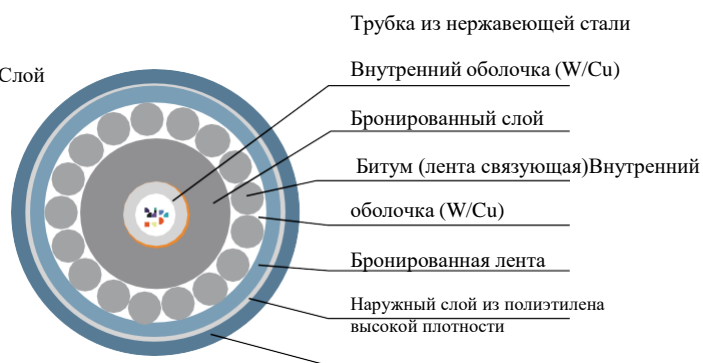 Трубка из нержавеющей стали
Слой
Внутренний оболочка (W/Cu)
Бронированный слой
Битум (лента связующая)Внутренний
оболочка (W/Cu)
Бронированная лента
Наружный слой из полиэтилена
высокой плотности